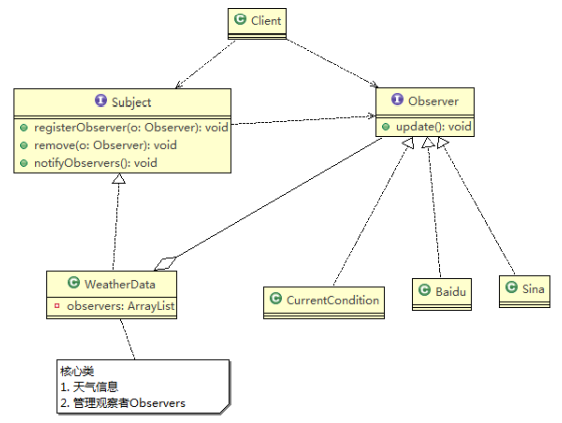 Client
Subject
registerObserver(o: Observer): void
remove(o: Observer): void
notifyObservers(): void
Observer
update(): void
WeatherData
observers: ArrayList
CurrentCondition
Baidu
Sina
核心类
1. 天气信息
2. 管理观察者Observers